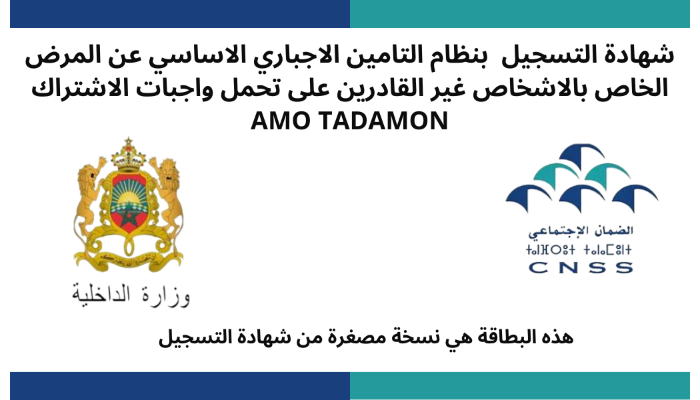 شهادة التسجيل بنظام التامين الاجباري الاساسي عن المرض
الخاص بالاشخاص غير القادرين على تحمل واجبات الاشتراك
AMO TADAMON
الضمان الإجتماعي
CNSS
وزارة الداخلية
هذه البطاقة هي نسخة مصغرة من شهادة التسجيل